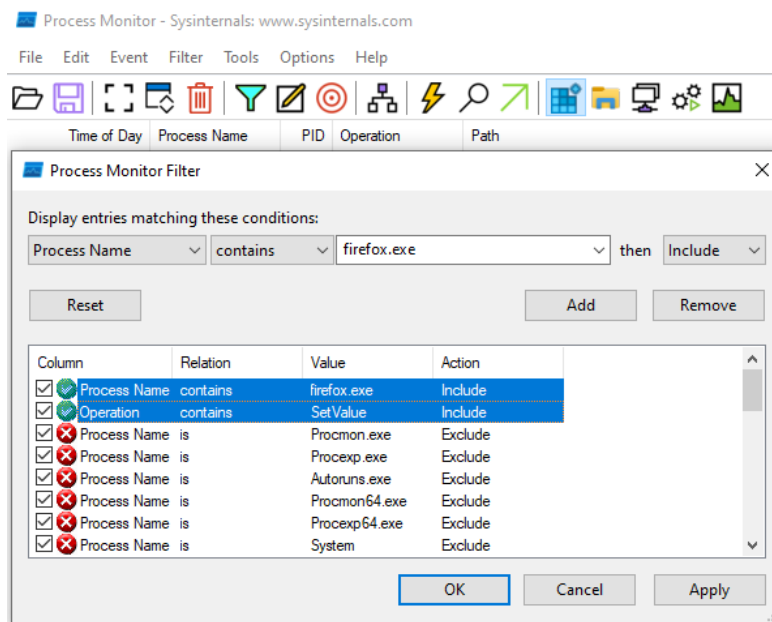 Process Monitor - Sysinternals: www.sysinternals.com
File Edit Event Filter Tools Options Help
Time of Day Process Name PID Operation Path
Process Monitor Filter
Display entries matching these conditions:
Process Name contains firefox.exe then Include
Reset Add Remove
Column Relation Value Action
Process Name contains firefox.exe Include
Operation contains SetValue Include
Process Name is Procmon.exe Exclude
Process Name is Procexp.exe Exclude
Process Name is Autoruns.exe Exclude
Process Name is Procmon64.exe Exclude
Process Name is Procexp64.exe Exclude
Process Name is System Exclude
OK Cancel Apply